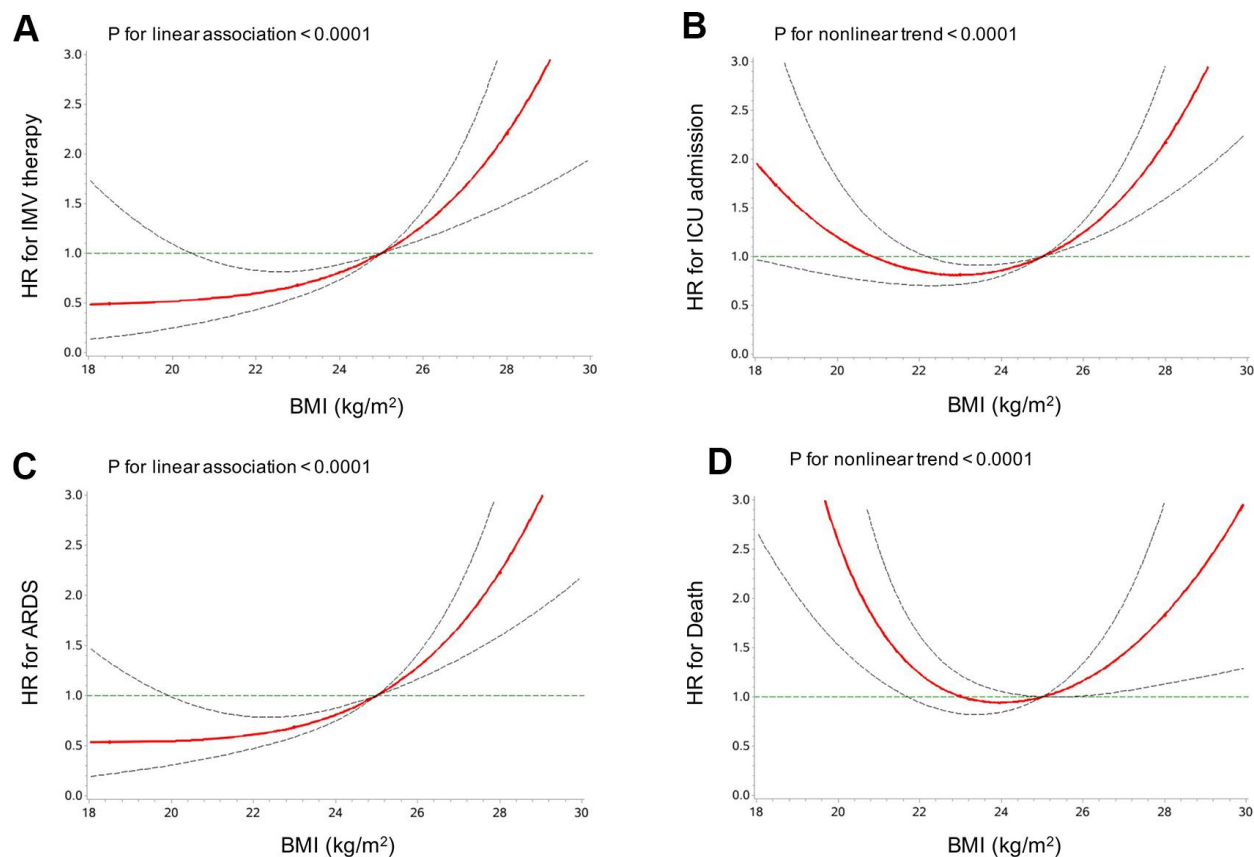 A
P for linear association < 0.0001
3.0
2.5
2.0
1.5
1.0
0.5
0.0
HR for IMV therapy
18 20 22 24 26 28 30
BMI (kg/m²)
B
P for nonlinear trend < 0.0001
3.0
2.5
2.0
1.5
1.0
0.5
0.0
HR for ICU admission
18 20 22 24 26 28 30
BMI (kg/m²)
C
P for linear association < 0.0001
3.0
2.5
2.0
1.5
1.0
0.5
0.0
HR for ARDS
18 20 22 24 26 28 30
BMI (kg/m²)
D
P for nonlinear trend < 0.0001
3.0
2.5
2.0
1.5
1.0
0.5
0.0
HR for Death
18 20 22 24 26 28 30
BMI (kg/m²)